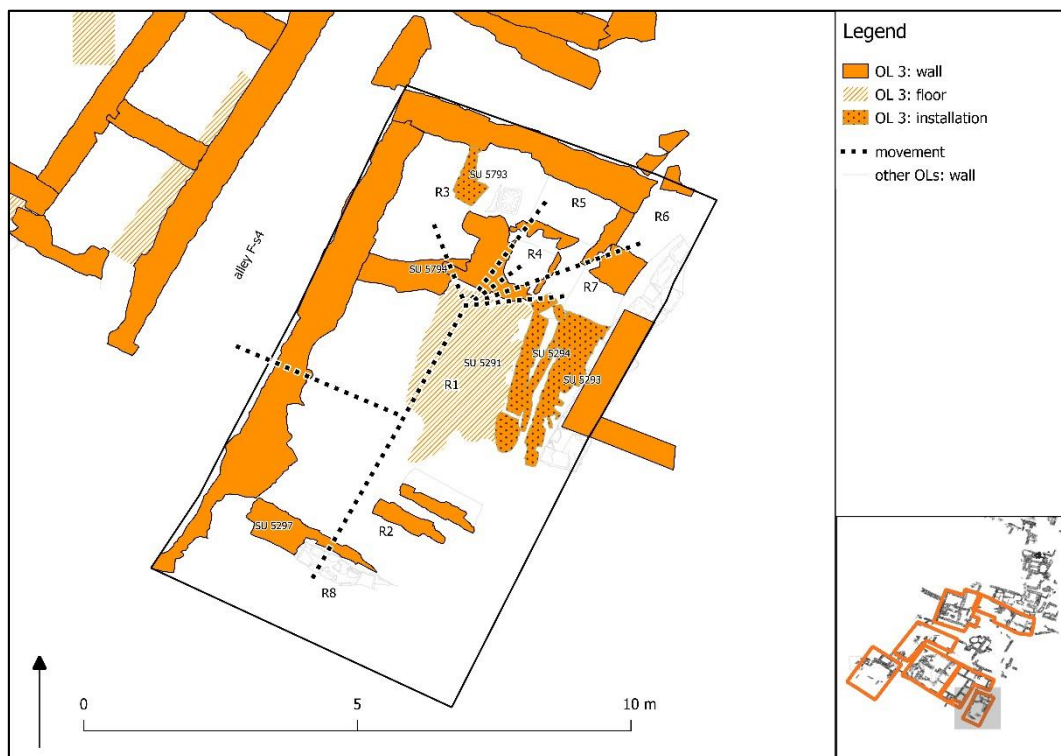 Legend
OL 3: wall
OL 3: floor
OL 3: installation
movement
other OLs: wall
SU 5793
R3
R5
R6
R4
alley F-s4
SU 5794
R7
SU 5294
SU 5291
SU 5293
R1
SU 5297
R2
R8
0
5
10 m